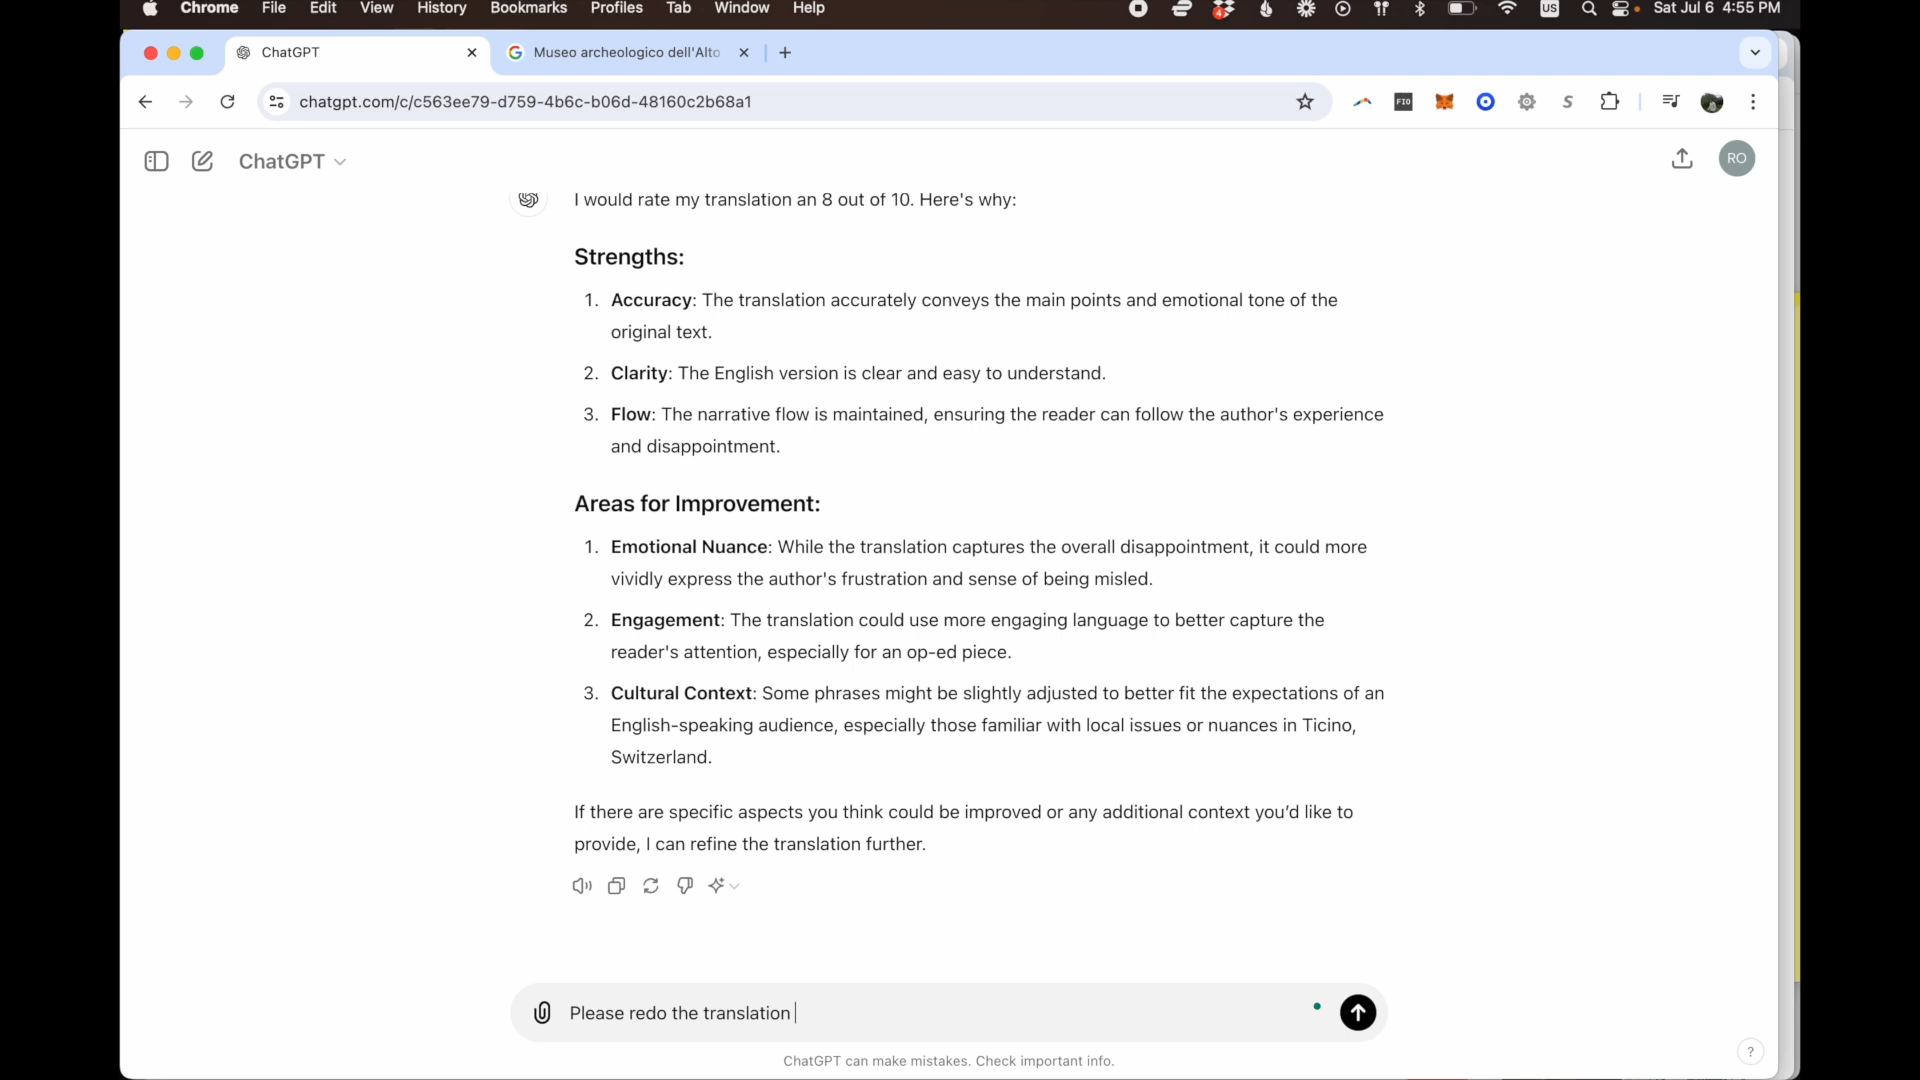 Chrome File Edit View History Bookmarks Profiles Tab Window Help 4 US Sat Jul 6 4:55 PM
ChatGPT Museo archeologico dell'Alto
chatgpt.com/c/c563ee79-d759-4b6c-b06d-48160c2b68a1 FIO S
ChatGPT RO
I would rate my translation an 8 out of 10. Here's why:
Strengths:
1. Accuracy: The translation accurately conveys the main points and emotional tone of the
original text.
2. Clarity: The English version is clear and easy to understand.
3. Flow: The narrative flow is maintained, ensuring the reader can follow the author's experience
and disappointment.
Areas for Improvement:
1. Emotional Nuance: While the translation captures the overall disappointment, it could more
vividly express the author's frustration and sense of being misled.
2. Engagement: The translation could use more engaging language to better capture the
reader's attention, especially for an op-ed piece.
3. Cultural Context: Some phrases might be slightly adjusted to better fit the expectations of an
English-speaking audience, especially those familiar with local issues or nuances in Ticino,
Switzerland.
If there are specific aspects you think could be improved or any additional context you'd like to
provide, I can refine the translation further.
Please redo the translation
ChatGPT can make mistakes. Check important info.
?